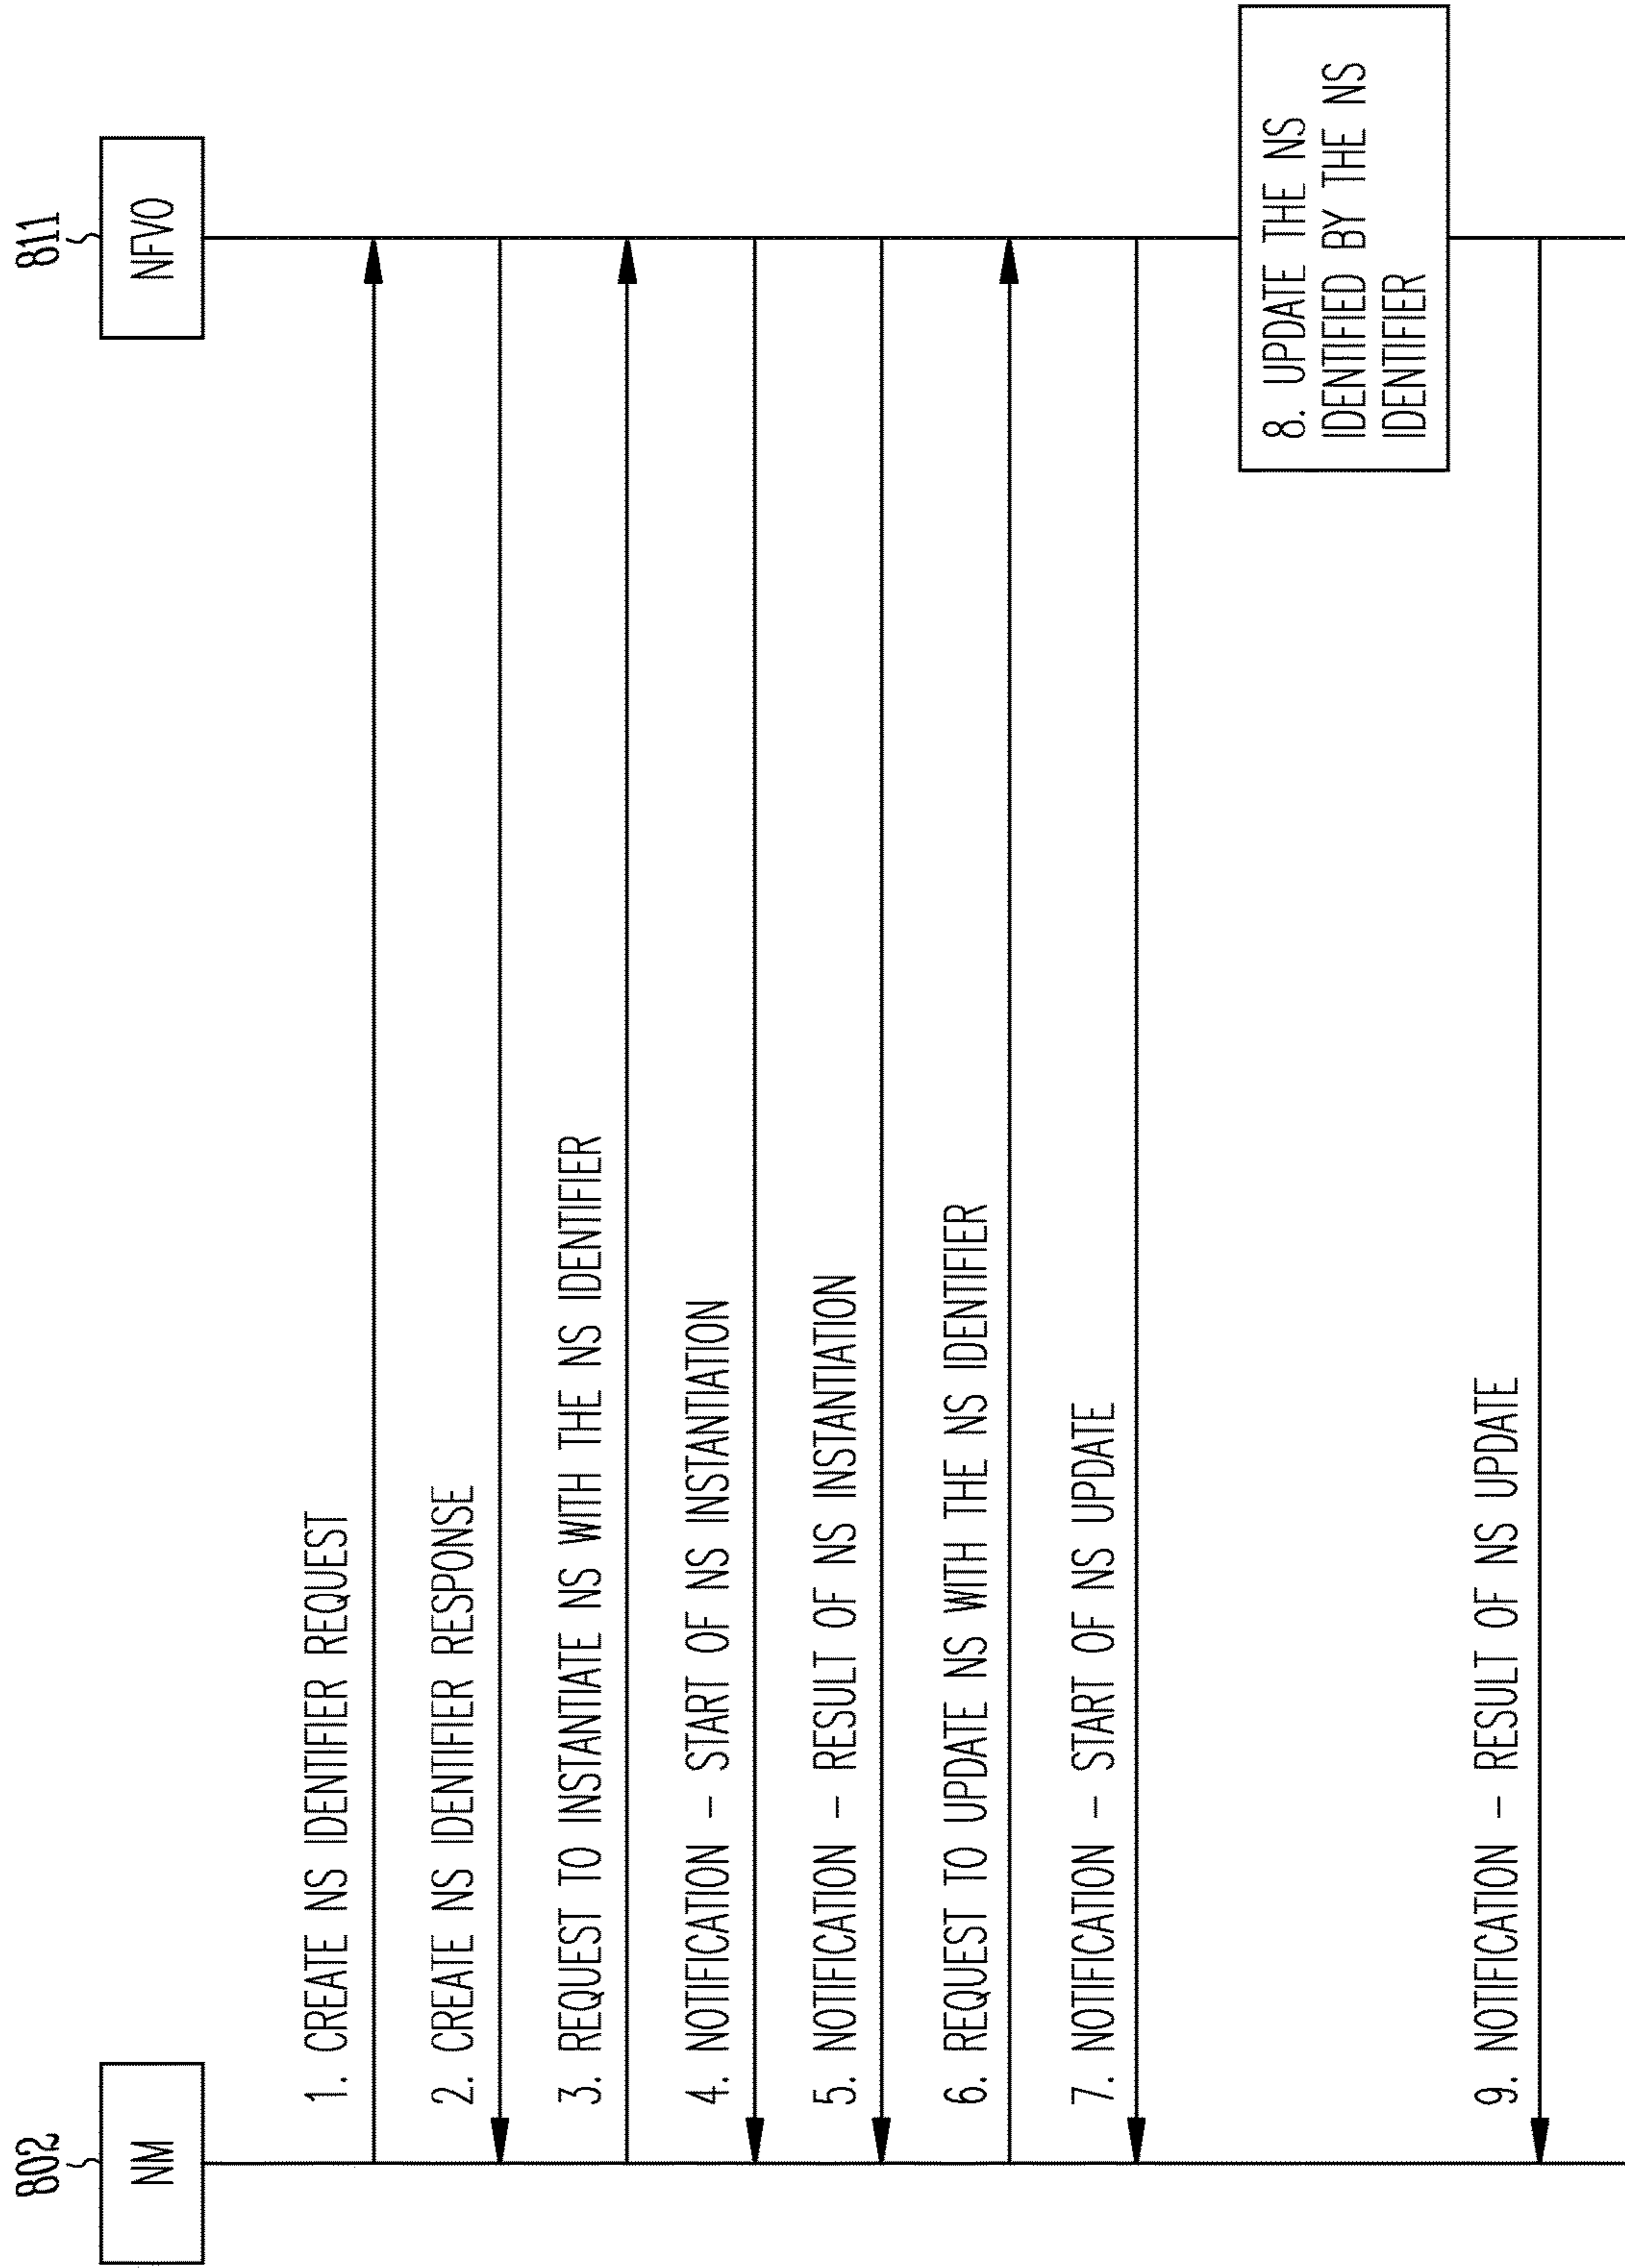 802
NM
811
NFVO
1. CREATE NS IDENTIFIER REQUEST
2. CREATE NS IDENTIFIER RESPONSE
3. REQUEST TO INSTANTIATE NS WITH THE NS IDENTIFIER
4. NOTIFICATION – START OF NS INSTANTIATION
5. NOTIFICATION – RESULT OF NS INSTANTIATION
6. REQUEST TO UPDATE NS WITH THE NS IDENTIFIER
7. NOTIFICATION – START OF NS UPDATE
8. UPDATE THE NS
IDENTIFIED BY THE NS
IDENTIFIER
9. NOTIFICATION – RESULT OF NS UPDATE